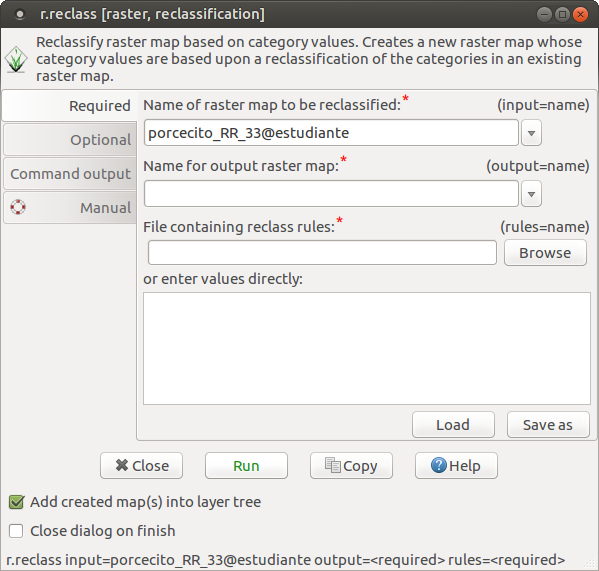 r.reclass [raster, reclassification]
Reclassify raster map based on category values. Creates a new raster map whose
category values are based upon a reclassification of the categories in an existing
raster map.
Required
Optional
Command output
Manual
Name of raster map to be reclassified:* (input=name)
porcecito_RR_33@estudiante
Name for output raster map:* (output=name)
File containing reclass rules:* (rules=name)
Browse
or enter values directly:
Load Save as
Close Run Copy Help
Add created map(s) into layer tree
Close dialog on finish
r.reclass input=porcecito_RR_33@estudiante output=<required> rules=<required>